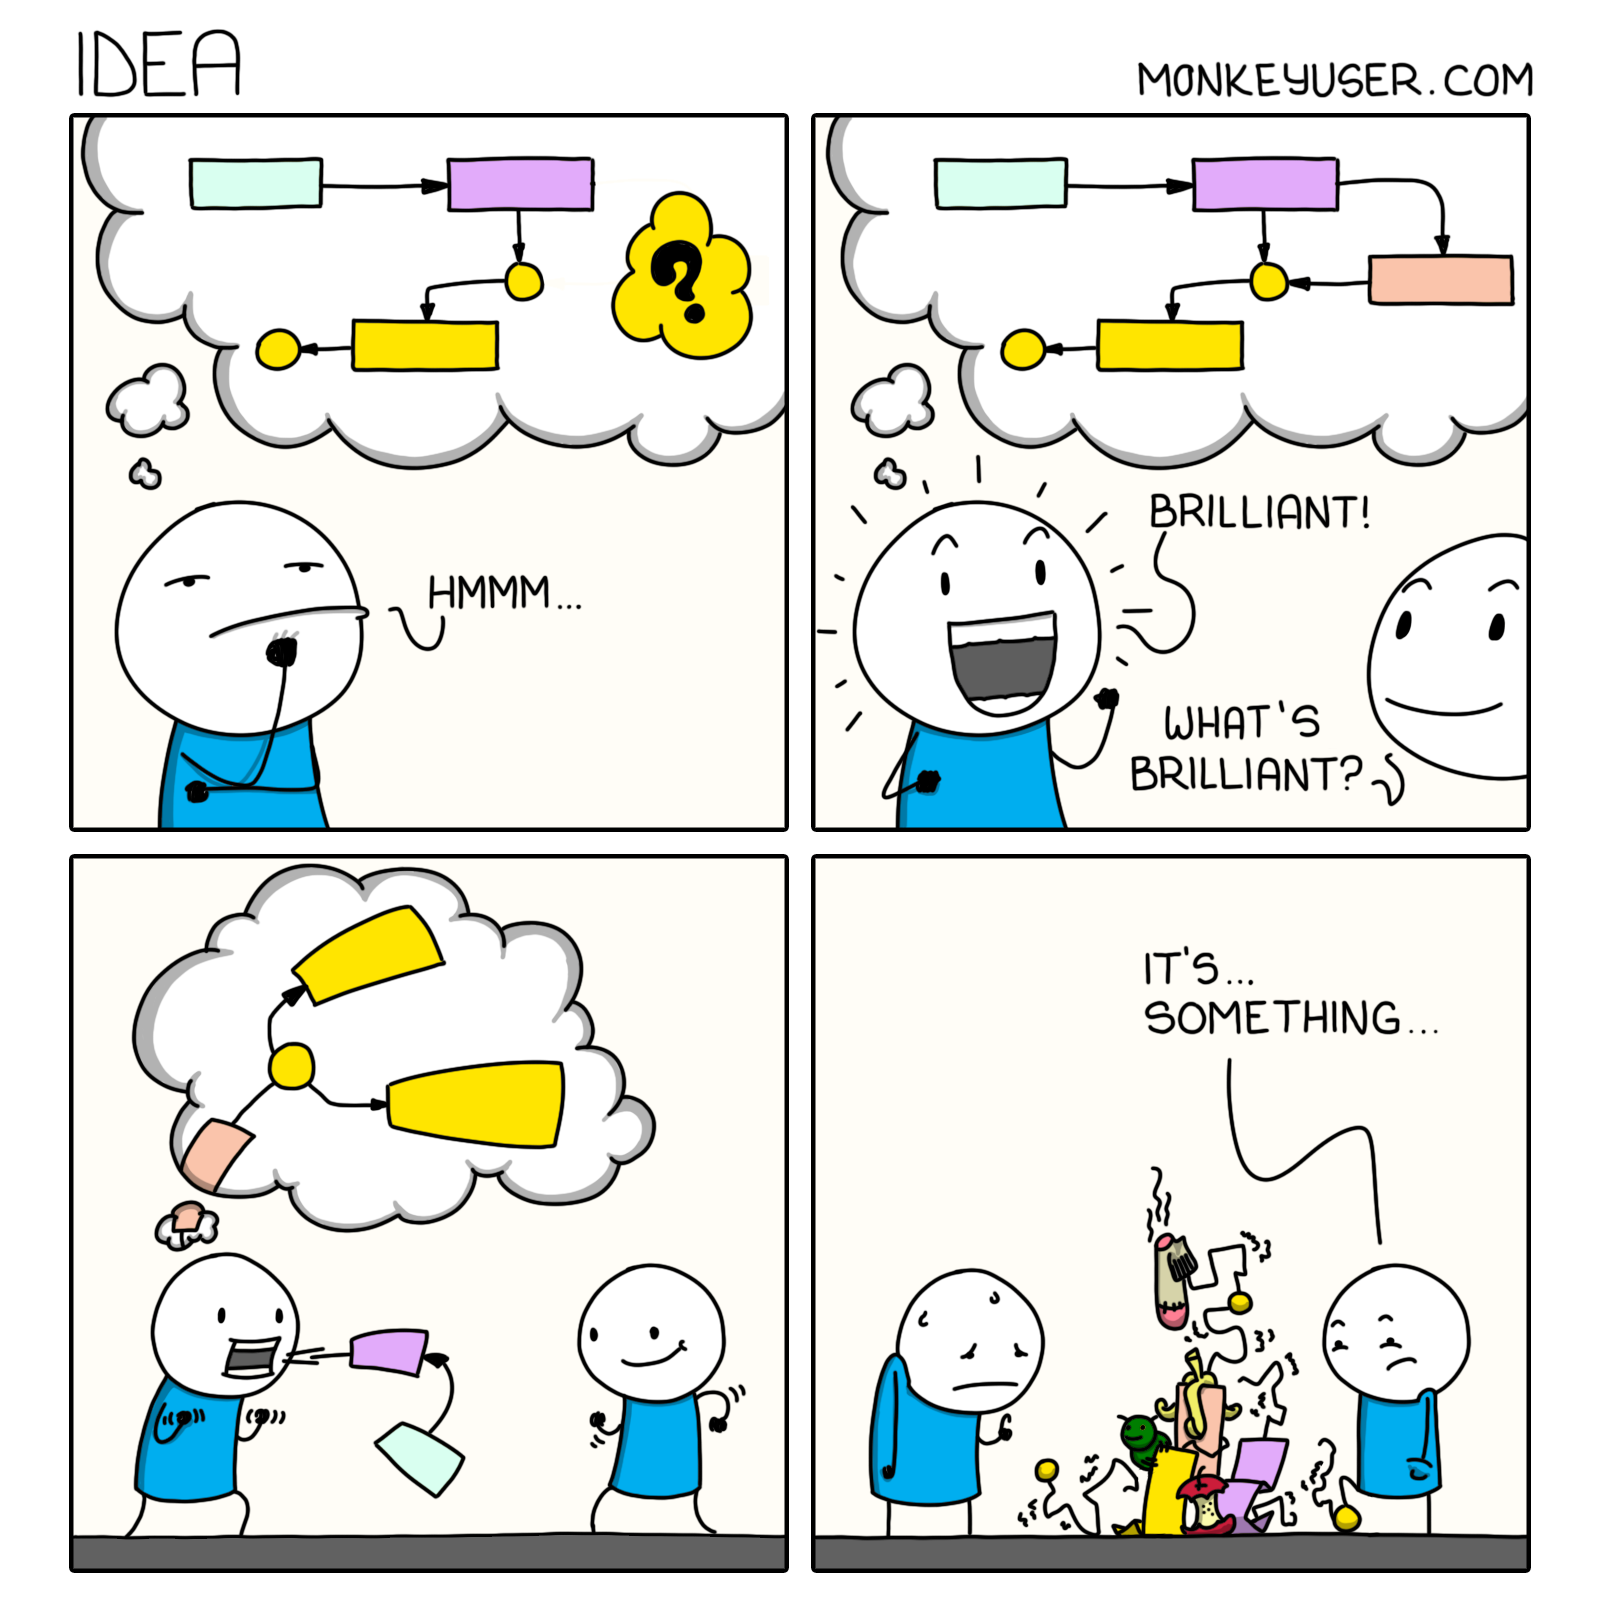 IDEA
MONKEYUSER.COM
?
HMMM...
BRILLIANT!
WHAT'S
BRILLIANT?
IT'S...
SOMETHING...